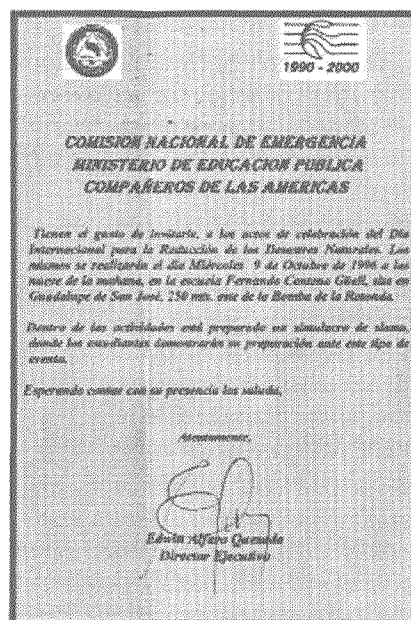 1990 - 2000
COMISION NACIONAL DE EMERGENCIA
MINISTERIO DE EDUCACION PUBLICA
COMPAÑEROS DE LAS AMERICAS
Tienen el gusto de invitarle, a los actos de celebración del Día
Internacional para la Reducción de los Desastres Naturales. Los
mismos se realizarán el día Miércoles 9 de Octubre de 1996 a las
nueve de la mañana, en la escuela Fernando Centeno Güell, sita en
Guadalupe de San José, 250 mts. este de la Bomba de la Rotonda.
Dentro de las actividades está preparado un simulacro de sismo,
donde los estudiantes demostrarán su preparación ante este tipo de
evento.
Esperando contar con su presencia los saluda,
Atentamente,
Edwin Alfaro Quesada
Director Ejecutivo